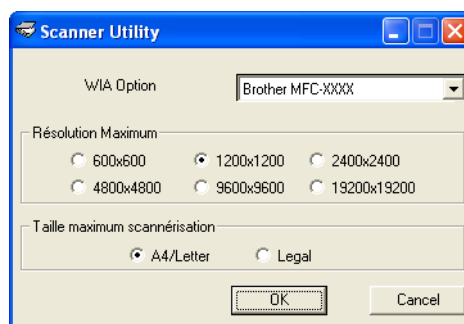 Scanner Utility
WIA Option
Brother MFC-XXXX
Résolution Maximum
600x600 1200x1200 2400x2400
4800x4800 9600x9600 19200x19200
Taille maximum scannérisation
A4/Letter Legal
OK Cancel